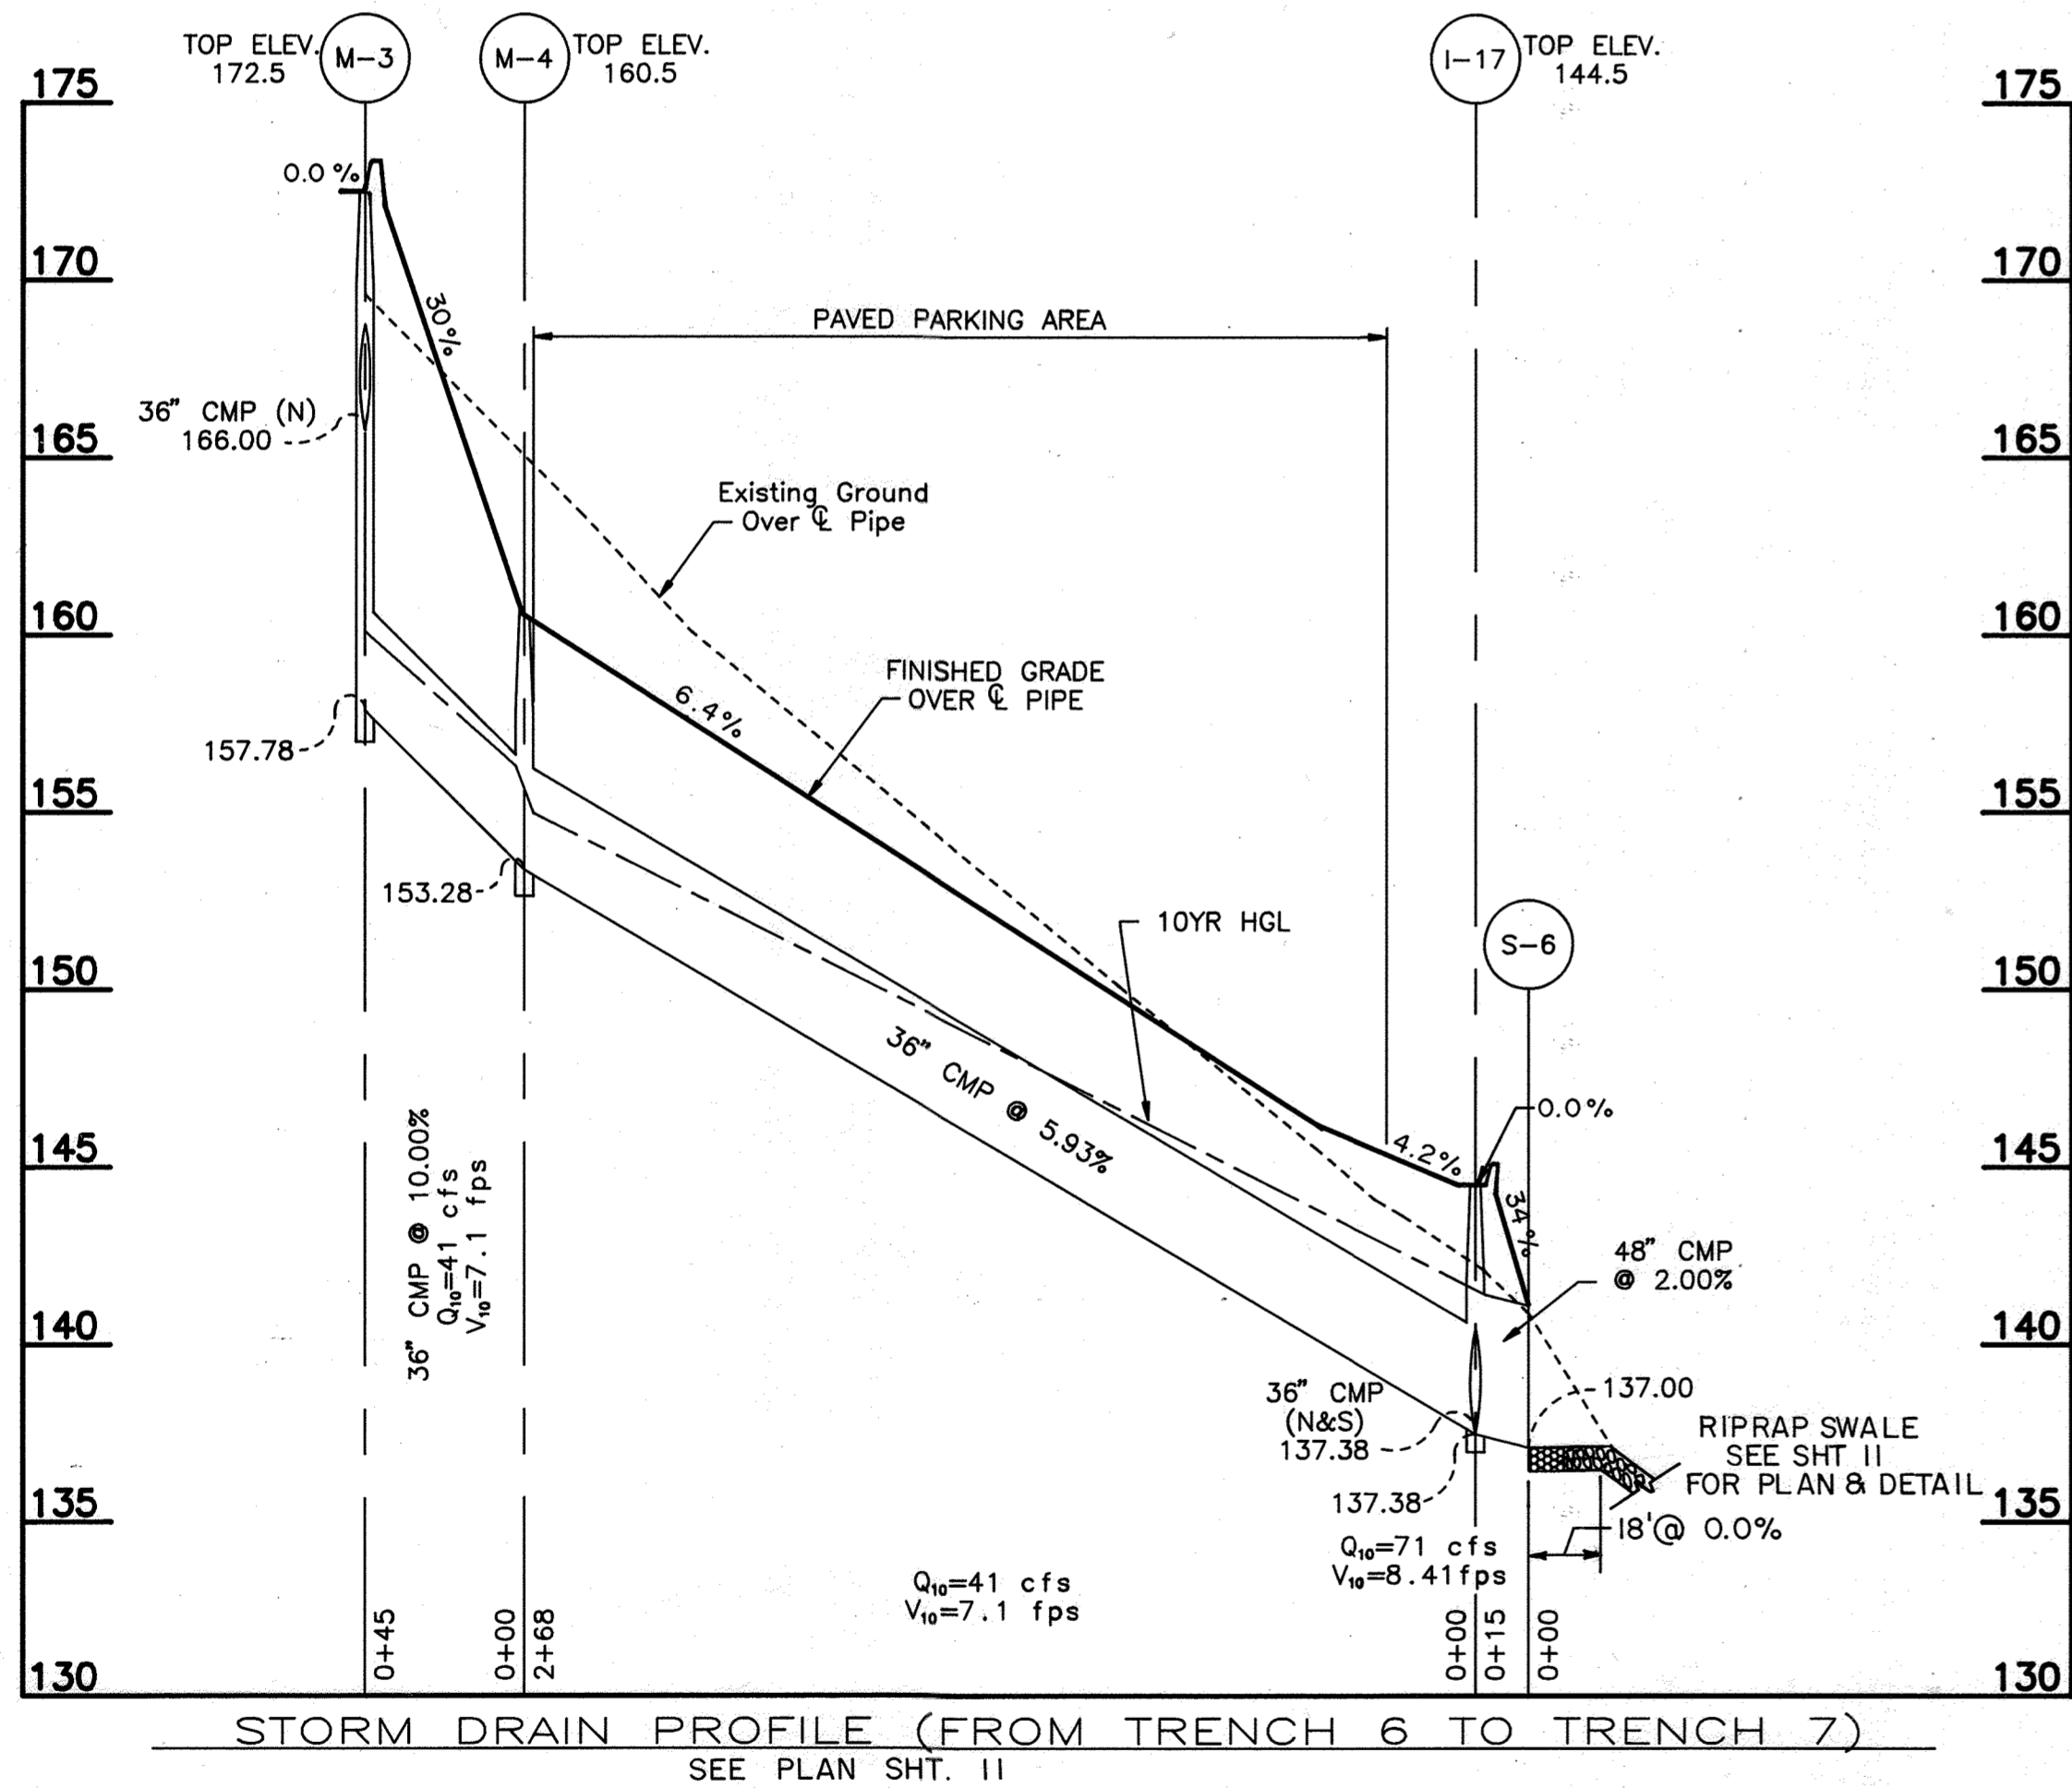 TOP ELEV.
172.5
M-3
M-4
TOP ELEV.
160.5
I-17
TOP ELEV.
144.5
175
175
0.0%
170
170
30%
PAVED PARKING AREA
36" CMP (N)
166.00
165
165
Existing Ground
Over ℄ Pipe
160
160
FINISHED GRADE
OVER ℄ PIPE
6.4%
157.78
155
155
153.28
10YR HGL
S-6
150
150
36" CMP @ 5.93%
0.0%
145
145
4.2%
34%
36" CMP @ 10.00%
Q₁₀=41 cfs
V₁₀=7.1 fps
48" CMP
@ 2.00%
140
140
36" CMP
(N&S)
137.38
137.00
RIPRAP SWALE
SEE SHT 11
FOR PLAN & DETAIL
137.38
135
135
18'@ 0.0%
Q₁₀=71 cfs
V₁₀=8.41fps
Q₁₀=41 cfs
V₁₀=7.1 fps
0+45
0+00
2+68
0+00
0+15
0+00
130
130
STORM DRAIN PROFILE (FROM TRENCH 6 TO TRENCH 7)
SEE PLAN SHT. 11